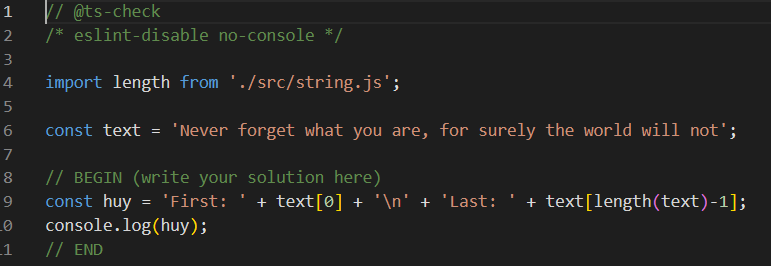 1 // @ts-check
2 /* eslint-disable no-console */
3
4 import length from './src/string.js';
5
6 const text = 'Never forget what you are, for surely the world will not';
7
8 // BEGIN (write your solution here)
9 const huy = 'First: ' + text[0] + '\n' + 'Last: ' + text[length(text)-1];
10 console.log(huy);
11 // END